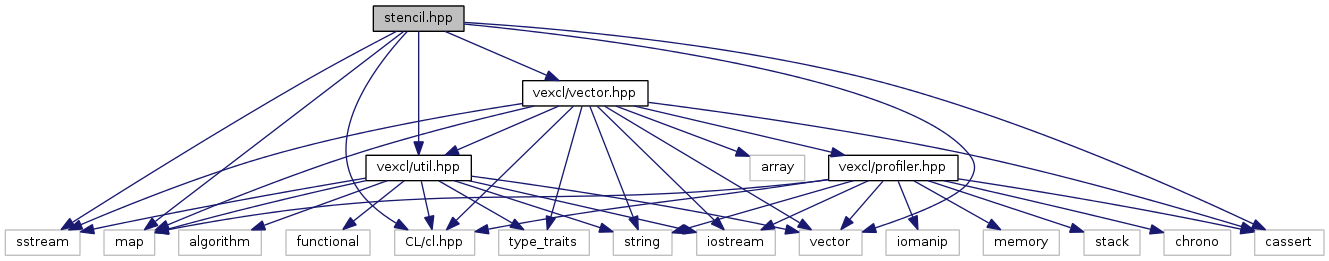 stencil.hpp
vexcl/vector.hpp
vexcl/util.hpp
array
vexcl/profiler.hpp
sstream
map
algorithm
functional
CL/cl.hpp
type_traits
string
iostream
vector
iomanip
memory
stack
chrono
cassert